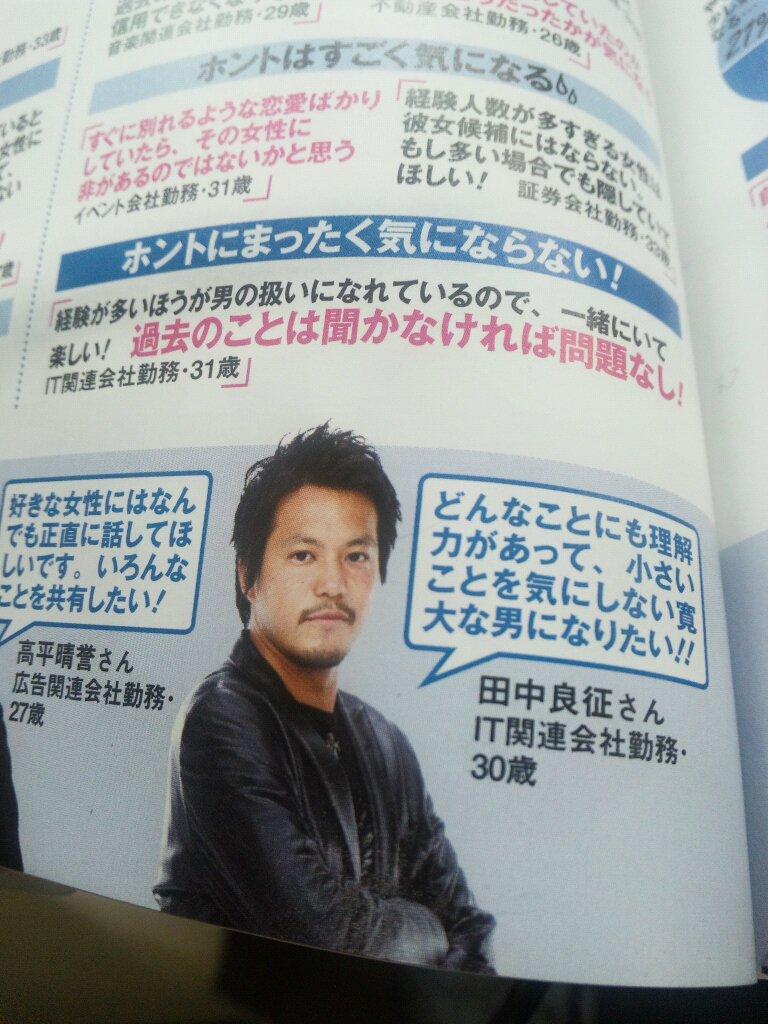 信用できなくな
音楽関連会社勤務・29歳
不動産会社勤務・26歳
・33歳
ホントはすごく気になる
「すぐに別れるような恋愛ばかり
していたら、その女性に
非があるのではないかと思う」
イベント会社勤務・31歳
「経験人数が多すぎる女性は
彼女候補にはならない。
もし多い場合でも隠していて
ほしい!
証券会社勤務・
ホントにまったく気にならない!
「経験が多いほうが男の扱いになれているので、一緒にいて
楽しい! 過去のことは聞かなければ問題なし!」
IT関連会社勤務・31歳
好きな女性にはなん
でも正直に話してほ
しいです。いろんな
ことを共有したい!
高平晴誉さん
広告関連会社勤務・
27歳
どんなことにも理解
力があって、小さい
ことを気にしない寛
大な男になりたい!!
田中良征さん
IT関連会社勤務・
30歳